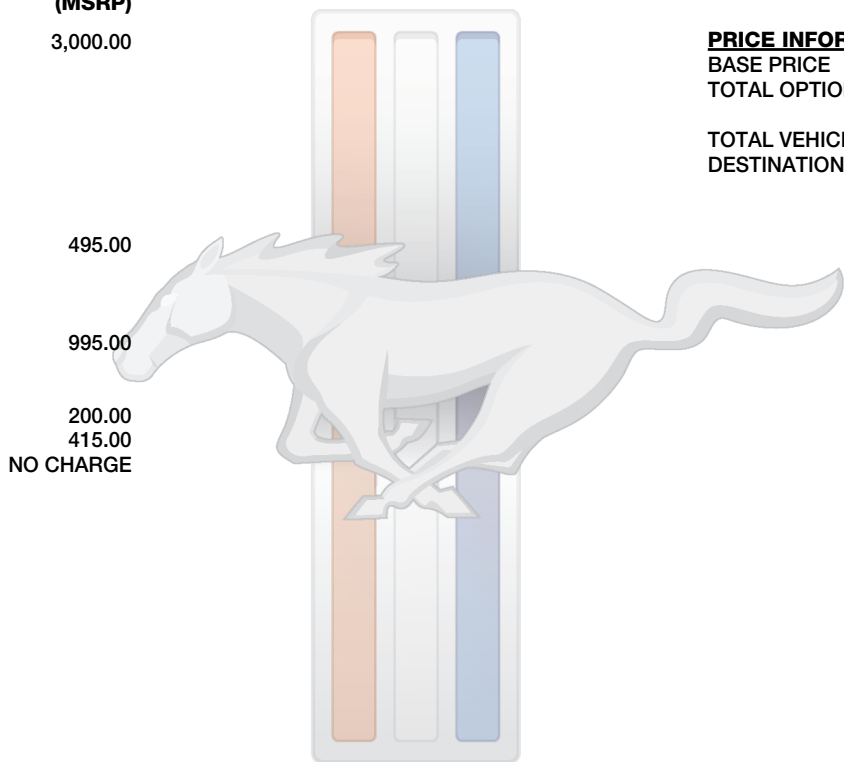 (MSRP)
3,000.00
495.00
995.00
200.00
415.00
NO CHARGE
PRICE INFOR
BASE PRICE
TOTAL OPTIO
TOTAL VEHIC
DESTINATION